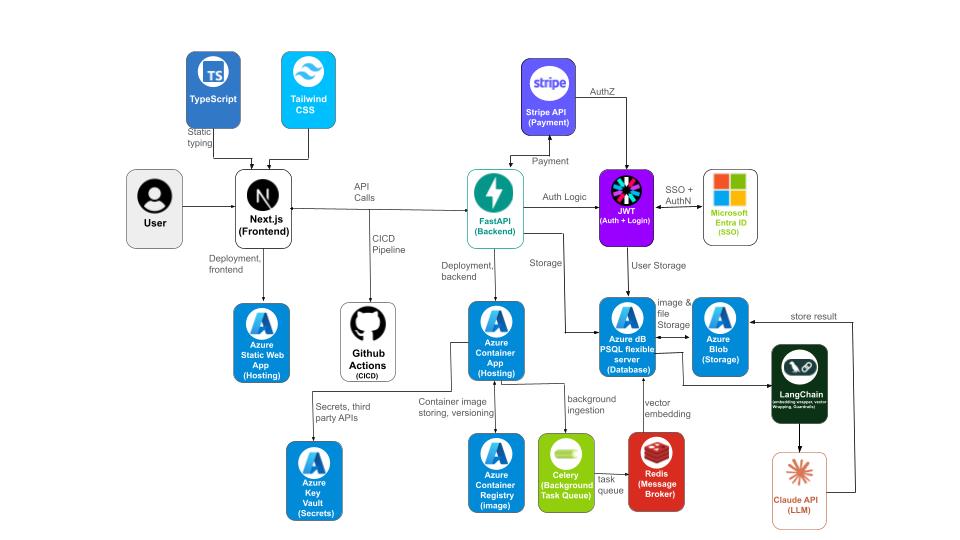 TS
TypeScript
Tailwind
CSS
stripe
Stripe API
(Payment)
AuthZ
Static
typing
Payment
User
N
Next.js
(Frontend)
API
Calls
FastAPI
(Backend)
Auth Logic
JWT
(Auth + Login)
SSO +
AuthN
Microsoft
Entra ID
(SSO)
CICD
Pipeline
Deployment,
frontend
Deployment,
backend
Storage
User Storage
Azure
Static Web
App
(Hosting)
Github
Actions
(CICD)
Azure
Container
App
(Hosting)
Azure dB
PSQL flexible
server
(Database)
image &
file
Storage
Azure
Blob
(Storage)
store result
LangChain
(embedding wrapper, vector
Wrapping, Guardrails)
Secrets, third
party APIs
Container image
storing, versioning
background
ingestion
vector
embedding
Azure
Key
Vault
(Secrets)
Azure
Container
Registry
(image)
Celery
(Background
Task Queue)
task
queue
Redis
(Message
Broker)
Claude API
(LLM)